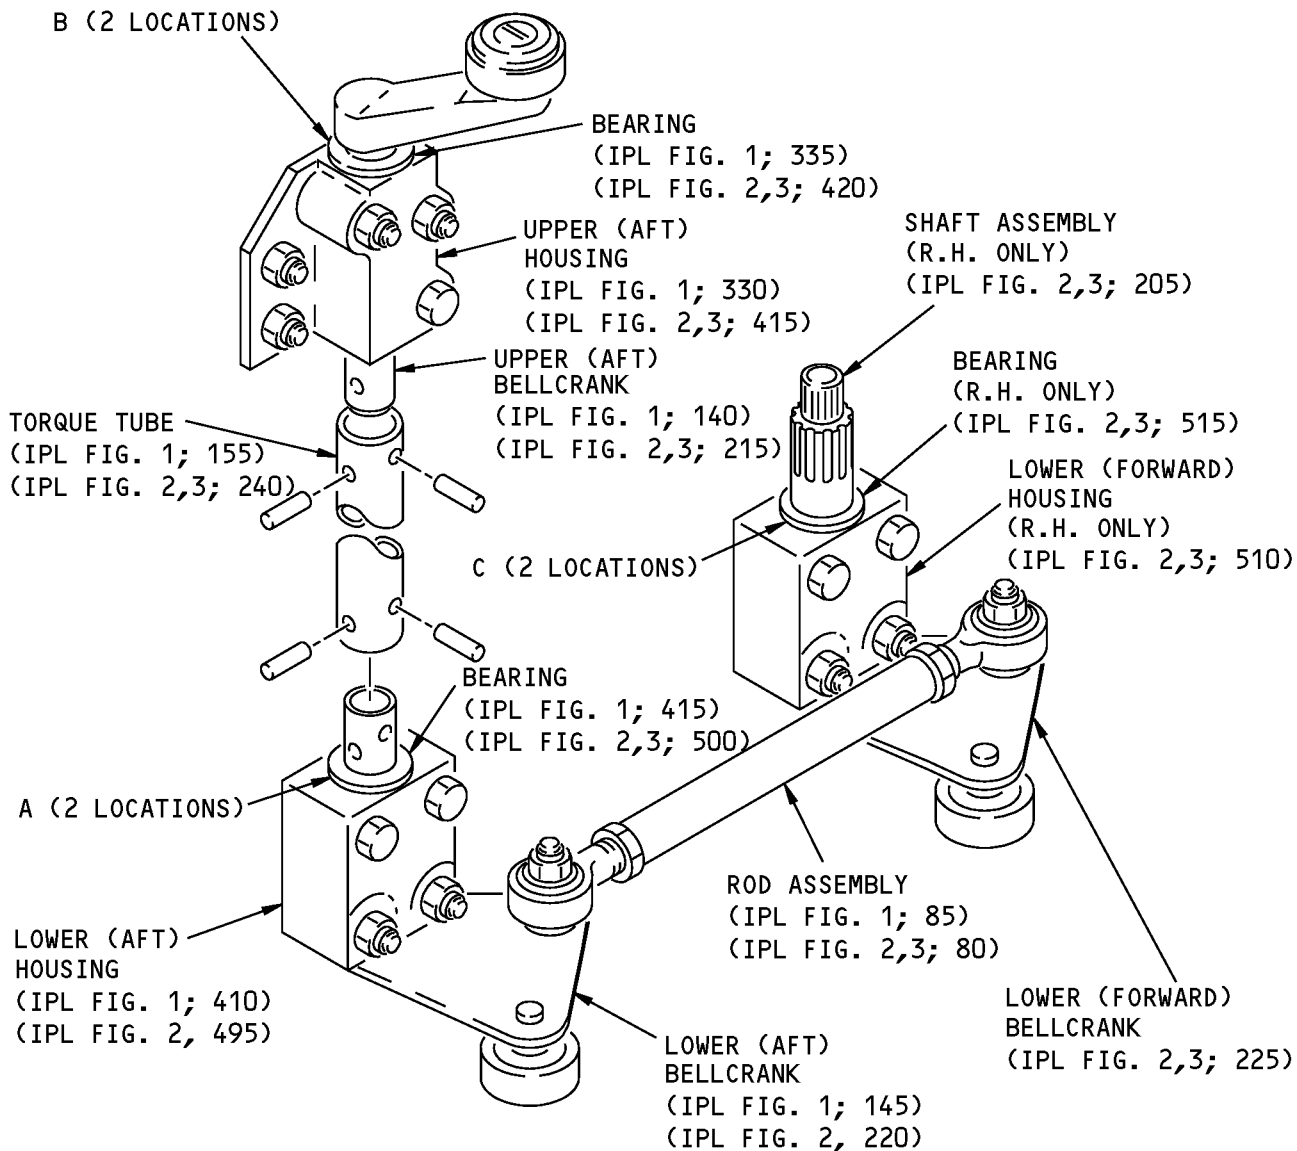 B (2 LOCATIONS)
BEARING
(IPL FIG. 1; 335)
(IPL FIG. 2,3; 420)
UPPER (AFT)
HOUSING
(IPL FIG. 1; 330)
(IPL FIG. 2,3; 415)
SHAFT ASSEMBLY
(R.H. ONLY)
(IPL FIG. 2,3; 205)
UPPER (AFT)
BELLCRANK
(IPL FIG. 1; 140)
(IPL FIG. 2,3; 215)
BEARING
(R.H. ONLY)
(IPL FIG. 2,3; 515)
TORQUE TUBE
(IPL FIG. 1; 155)
(IPL FIG. 2,3; 240)
LOWER (FORWARD)
HOUSING
(R.H. ONLY)
(IPL FIG. 2,3; 510)
C (2 LOCATIONS)
BEARING
(IPL FIG. 1; 415)
(IPL FIG. 2,3; 500)
A (2 LOCATIONS)
ROD ASSEMBLY
(IPL FIG. 1; 85)
(IPL FIG. 2,3; 80)
LOWER (AFT)
HOUSING
(IPL FIG. 1; 410)
(IPL FIG. 2, 495)
LOWER (FORWARD)
BELLCRANK
(IPL FIG. 2,3; 225)
LOWER (AFT)
BELLCRANK
(IPL FIG. 1; 145)
(IPL FIG. 2, 220)